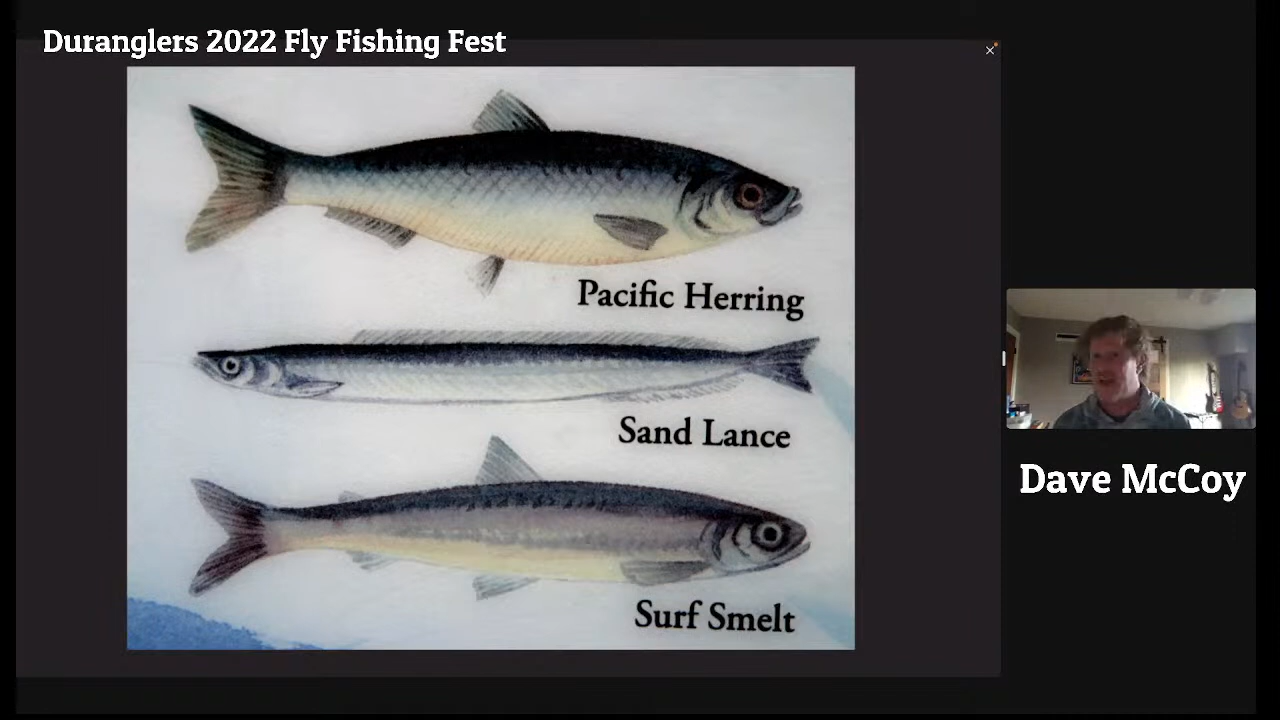 Duranglers 2022 Fly Fishing Fest
Pacific Herring
Sand Lance
Surf Smelt
Dave McCoy